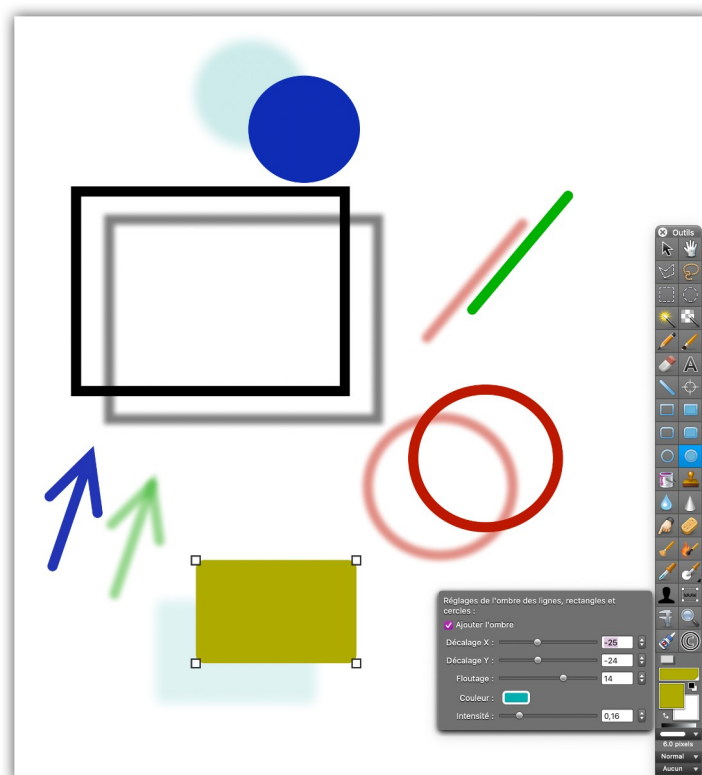 Outils
Réglages de l'ombre des lignes, rectangles et
cercles :
Ajouter l'ombre
Décalage X : -25
Décalage Y : -24
Floutage : 14
Couleur :
Intensité : 0,16
6.0 pixels
Normal
Aucun